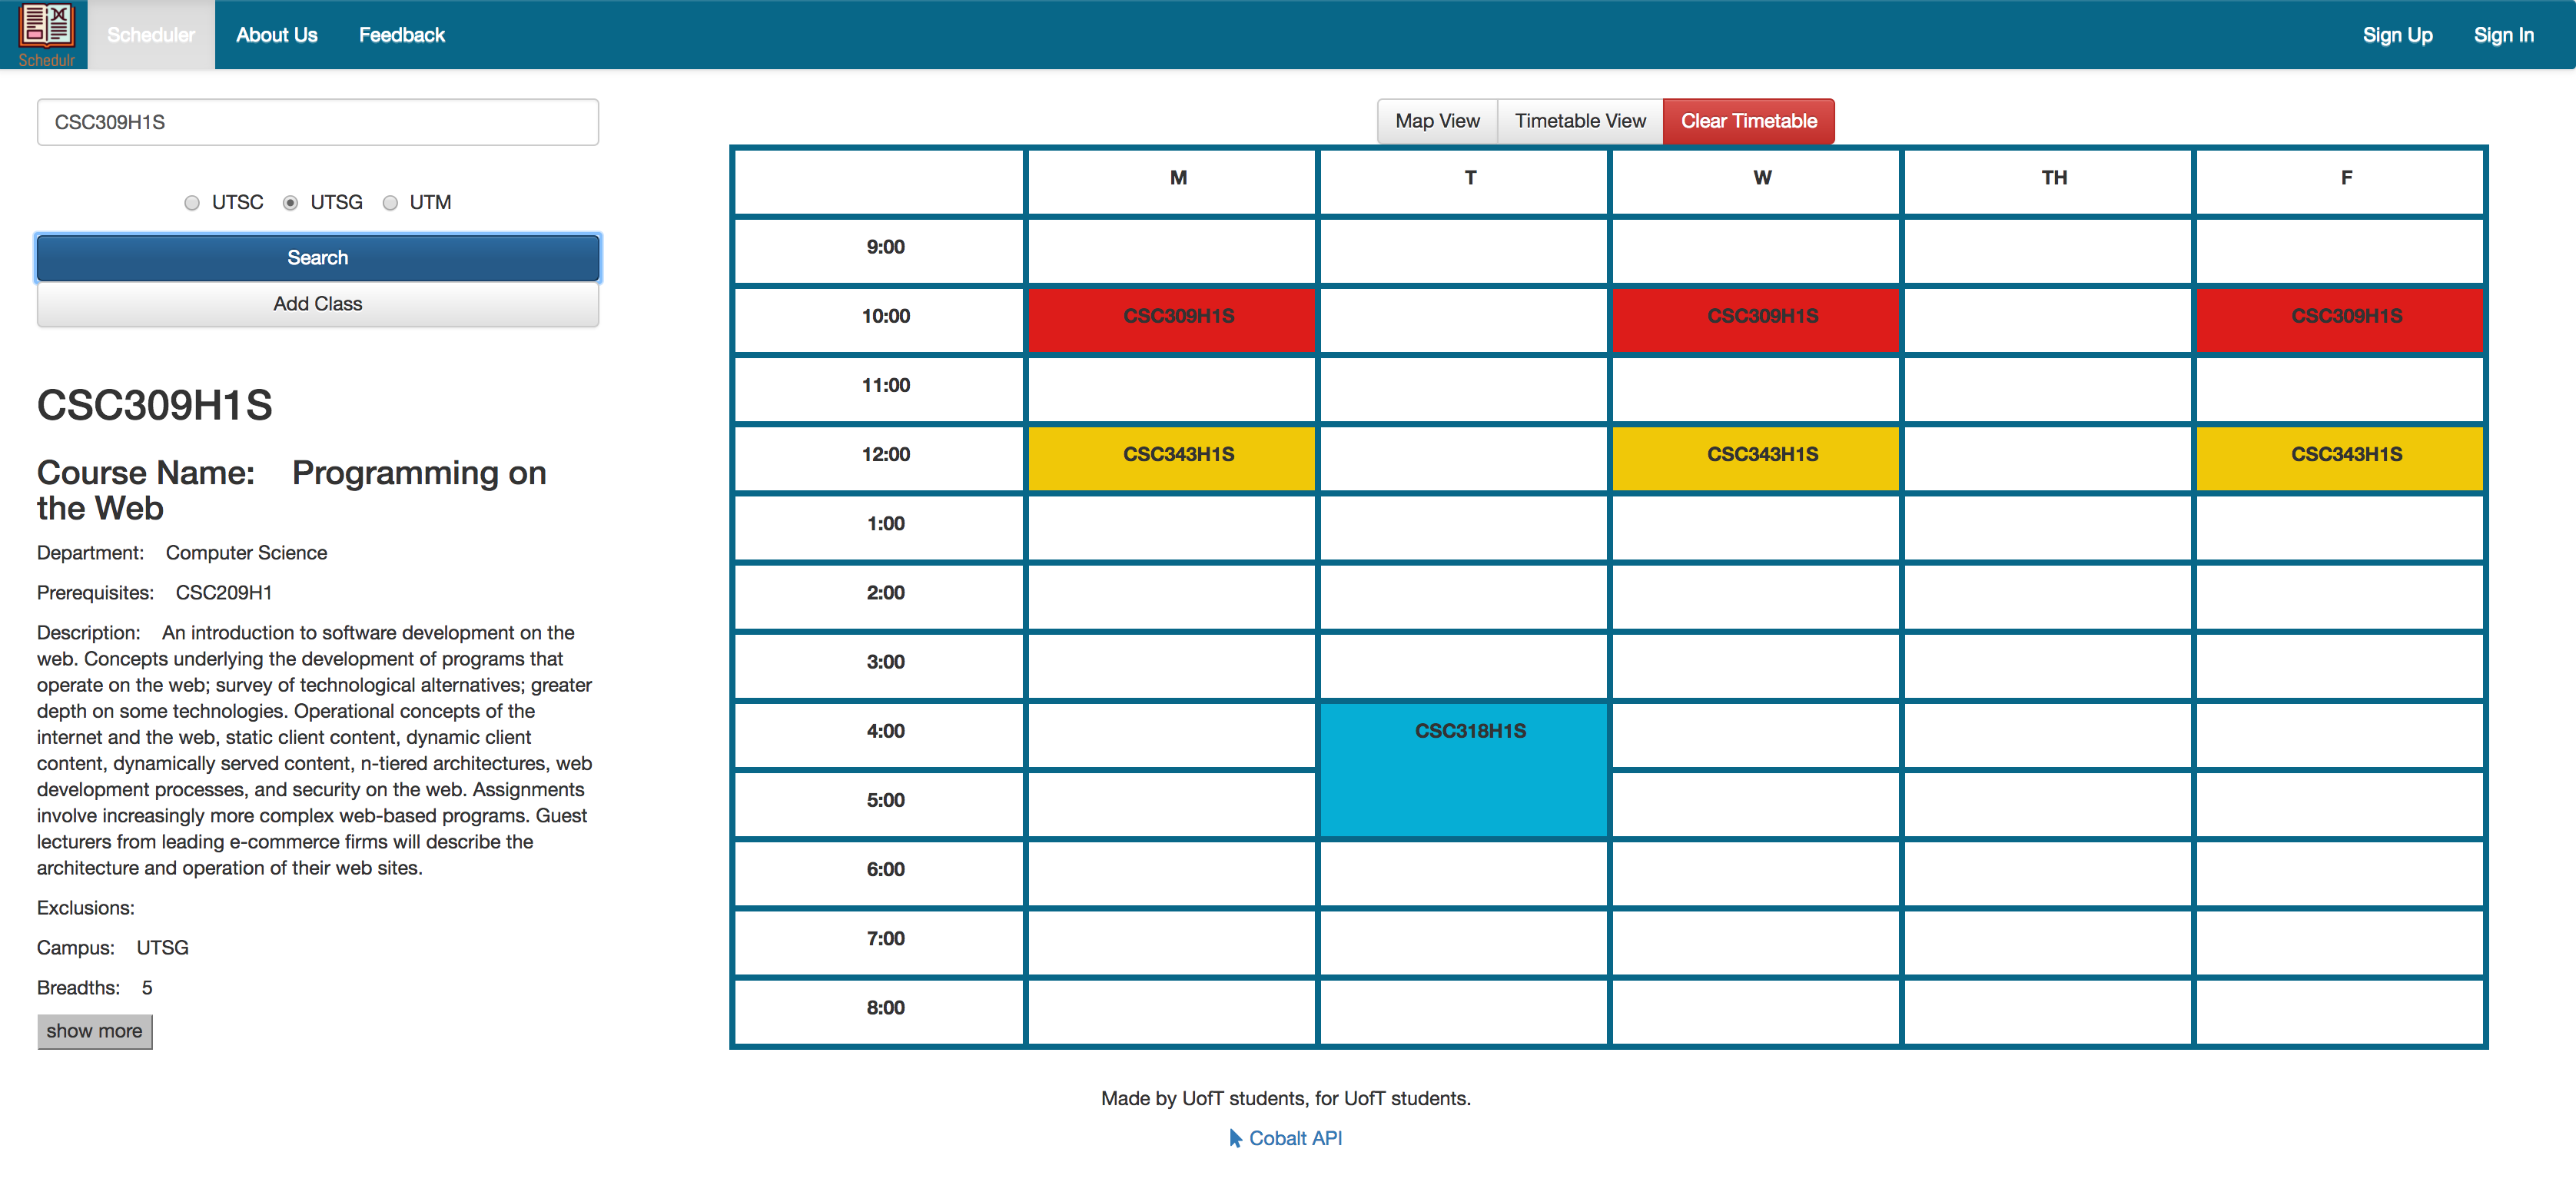 Schedulr
Scheduler
About Us
Feedback
Sign Up
Sign In
CSC309H1S
UTSC
UTSG
UTM
Search
Add Class
CSC309H1S
Course Name: Programming on
the Web
Department: Computer Science
Prerequisites: CSC209H1
Description: An introduction to software development on the
web. Concepts underlying the development of programs that
operate on the web; survey of technological alternatives; greater
depth on some technologies. Operational concepts of the
internet and the web, static client content, dynamic client
content, dynamically served content, n-tiered architectures, web
development processes, and security on the web. Assignments
involve increasingly more complex web-based programs. Guest
lecturers from leading e-commerce firms will describe the
architecture and operation of their web sites.
Exclusions:
Campus: UTSG
Breadths: 5
show more
Map View
Timetable View
Clear Timetable
M T W TH F
9:00
10:00 CSC309H1S CSC309H1S CSC309H1S
11:00
12:00 CSC343H1S CSC343H1S CSC343H1S
1:00
2:00
3:00
4:00 CSC318H1S
5:00
6:00
7:00
8:00
Made by UofT students, for UofT students.
Cobalt API